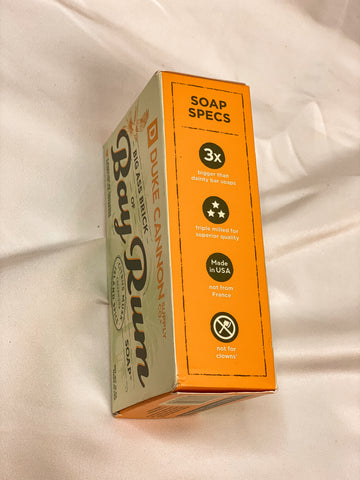 SOAP
SPECS
3x
bigger than
dainty bar soaps
triple milled for
superior quality
Made
in USA
not from
France
not for
clowns
D DUKE CANNON
SUPPLY
BIG ASS BRICK
OF
Bay Rum
SOAP